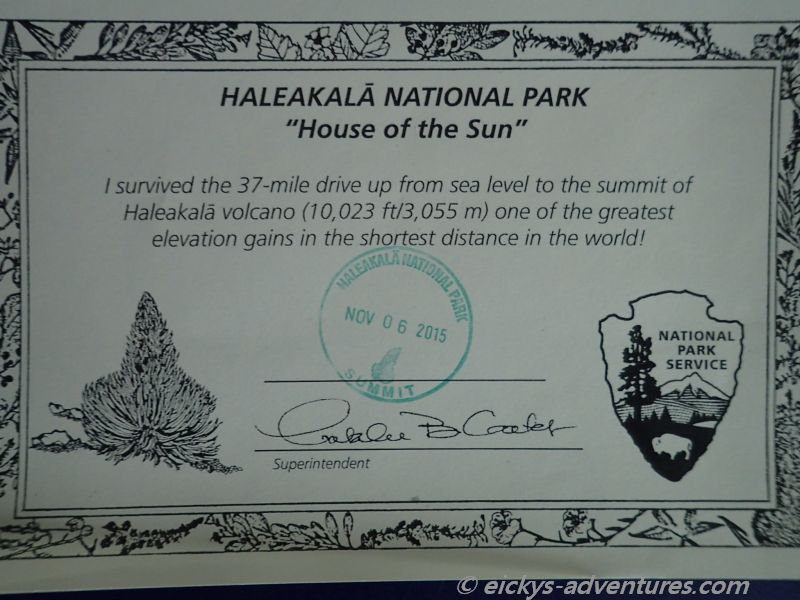 HALEAKALĀ NATIONAL PARK
“House of the Sun”
I survived the 37-mile drive up from sea level to the summit of
Haleakalā volcano (10,023 ft/3,055 m) one of the greatest
elevation gains in the shortest distance in the world!
HALEAKALĀ NATIONAL PARK
NOV 06 2015
SUMMIT
NATIONAL
PARK
SERVICE
Superintendent
© eickys-adventures.com